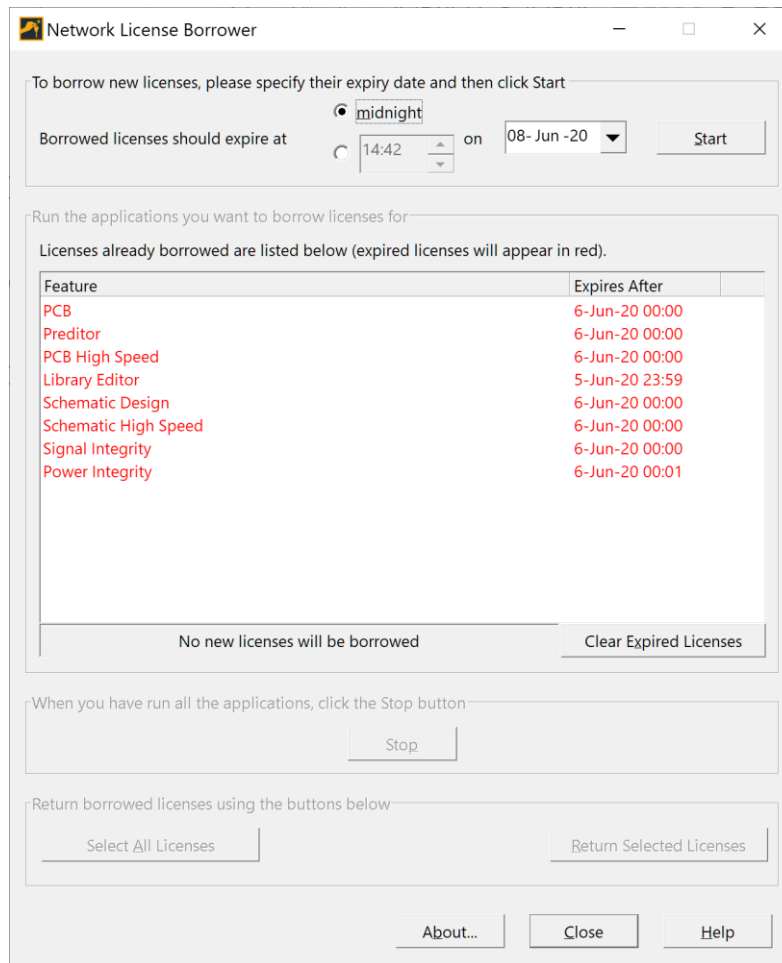 Network License Borrower
To borrow new licenses, please specify their expiry date and then click Start
Borrowed licenses should expire at
midnight
14:42
on
08- Jun -20
Start
Run the applications you want to borrow licenses for
Licenses already borrowed are listed below (expired licenses will appear in red).
Feature Expires After
PCB 6-Jun-20 00:00
Preditor 6-Jun-20 00:00
PCB High Speed 6-Jun-20 00:00
Library Editor 5-Jun-20 23:59
Schematic Design 6-Jun-20 00:00
Schematic High Speed 6-Jun-20 00:00
Signal Integrity 6-Jun-20 00:00
Power Integrity 6-Jun-20 00:01
No new licenses will be borrowed Clear Expired Licenses
When you have run all the applications, click the Stop button
Stop
Return borrowed licenses using the buttons below
Select All Licenses Return Selected Licenses
About... Close Help